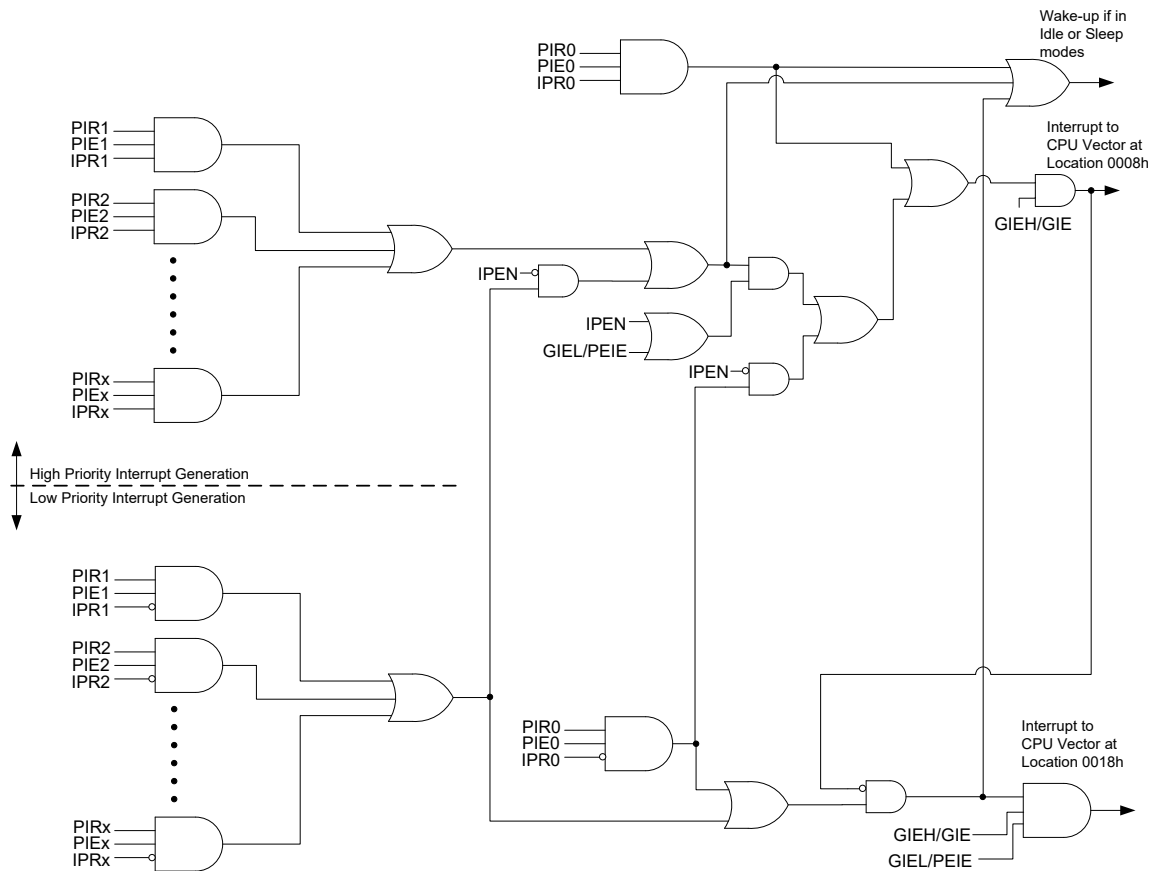 Wake-up if in
Idle or Sleep
modes
PIR0
PIE0
IPR0
PIR1
PIE1
IPR1
Interrupt to
CPU Vector at
Location 0008h
PIR2
PIE2
IPR2
GIEH/GIE
IPEN
IPEN
GIEL/PEIE
IPEN
PIRx
PIEx
IPRx
High Priority Interrupt Generation
Low Priority Interrupt Generation
PIR1
PIE1
IPR1
PIR2
PIE2
IPR2
PIR0
PIE0
IPR0
Interrupt to
CPU Vector at
Location 0018h
PIRx
PIEx
IPRx
GIEH/GIE
GIEL/PEIE